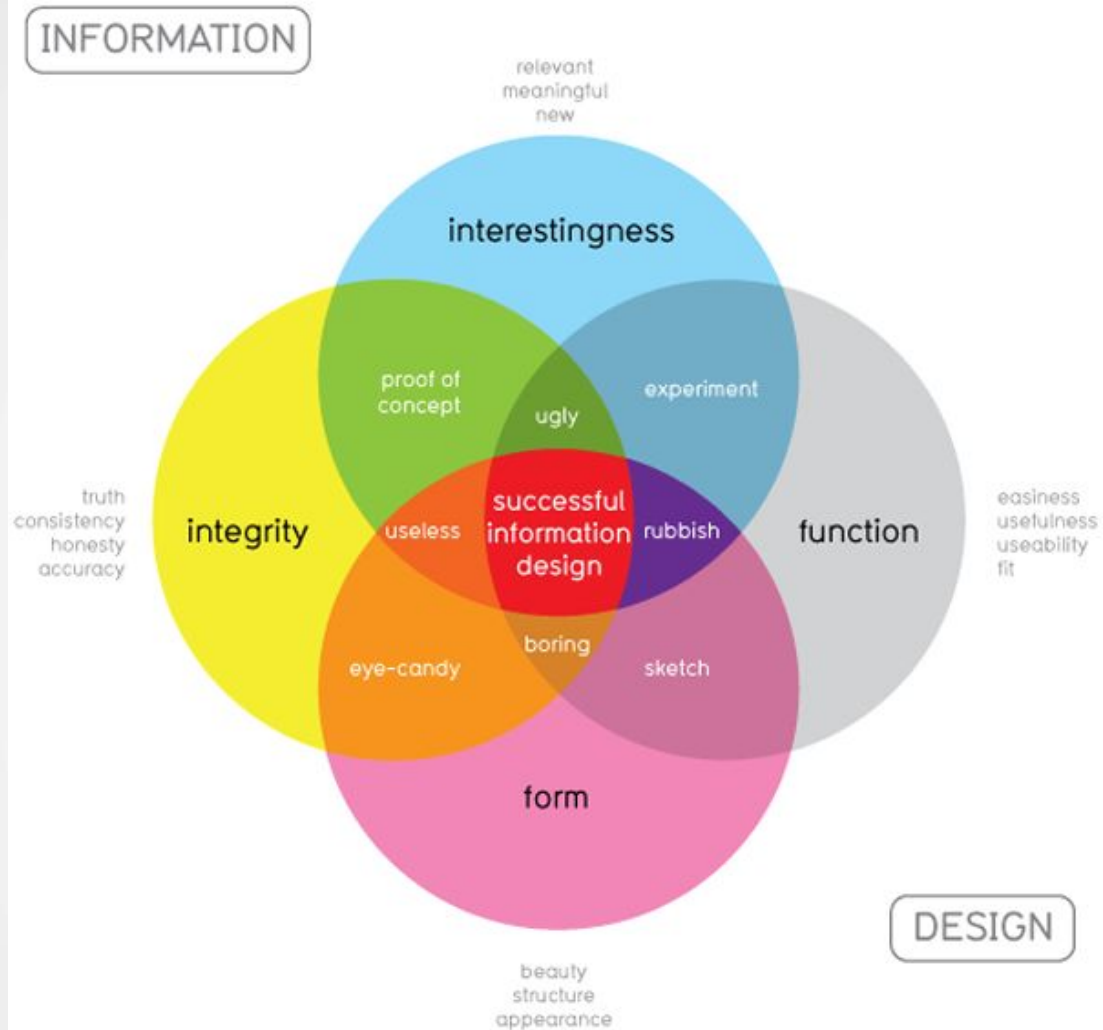 INFORMATION
relevant
meaningful
new
interestingness
proof of
concept
experiment
ugly
truth
consistency
honesty
accuracy
integrity
useless
successful
information
design
rubbish
function
easiness
usefulness
useability
fit
boring
eye-candy
sketch
form
DESIGN
beauty
structure
appearance